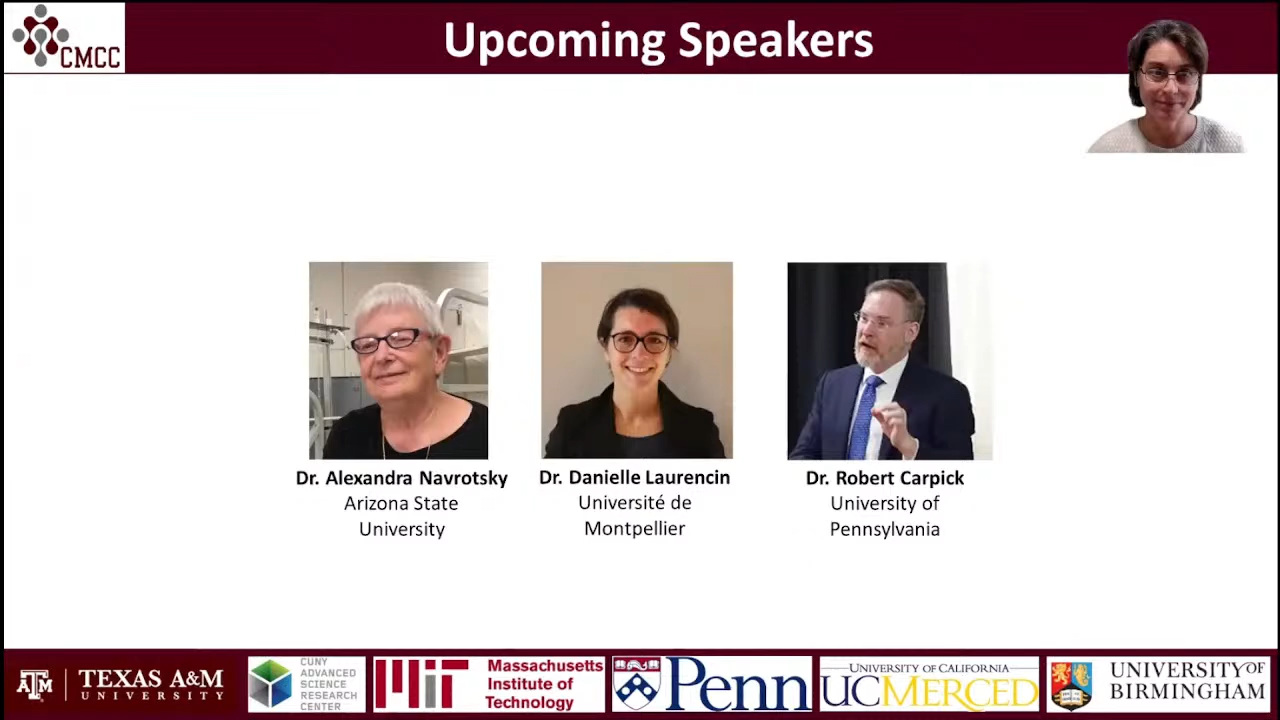 CMCC
Upcoming Speakers
Dr. Alexandra Navrotsky
Arizona State
University
Dr. Danielle Laurencin
Université de
Montpellier
Dr. Robert Carpick
University of
Pennsylvania
ATM
TEXAS A&M
UNIVERSITY
CUNY
ADVANCED
SCIENCE
RESEARCH
CENTER
Massachusetts
Institute of
Technology
Penn
UNIVERSITY OF CALIFORNIA
UCMERCED
UNIVERSITY OF
BIRMINGHAM